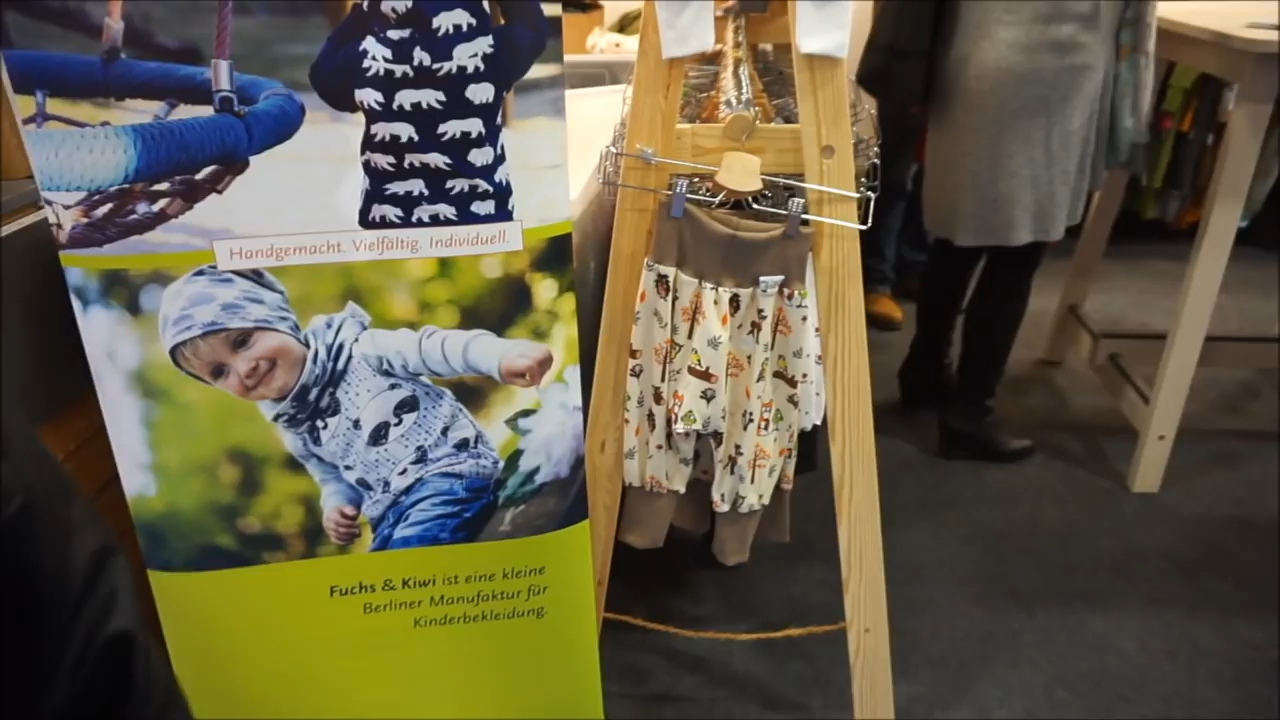 Handgemacht. Vielfältig. Individuell.
Fuchs & Kiwi ist eine kleine
Berliner Manufaktur für
Kinderbekleidung.